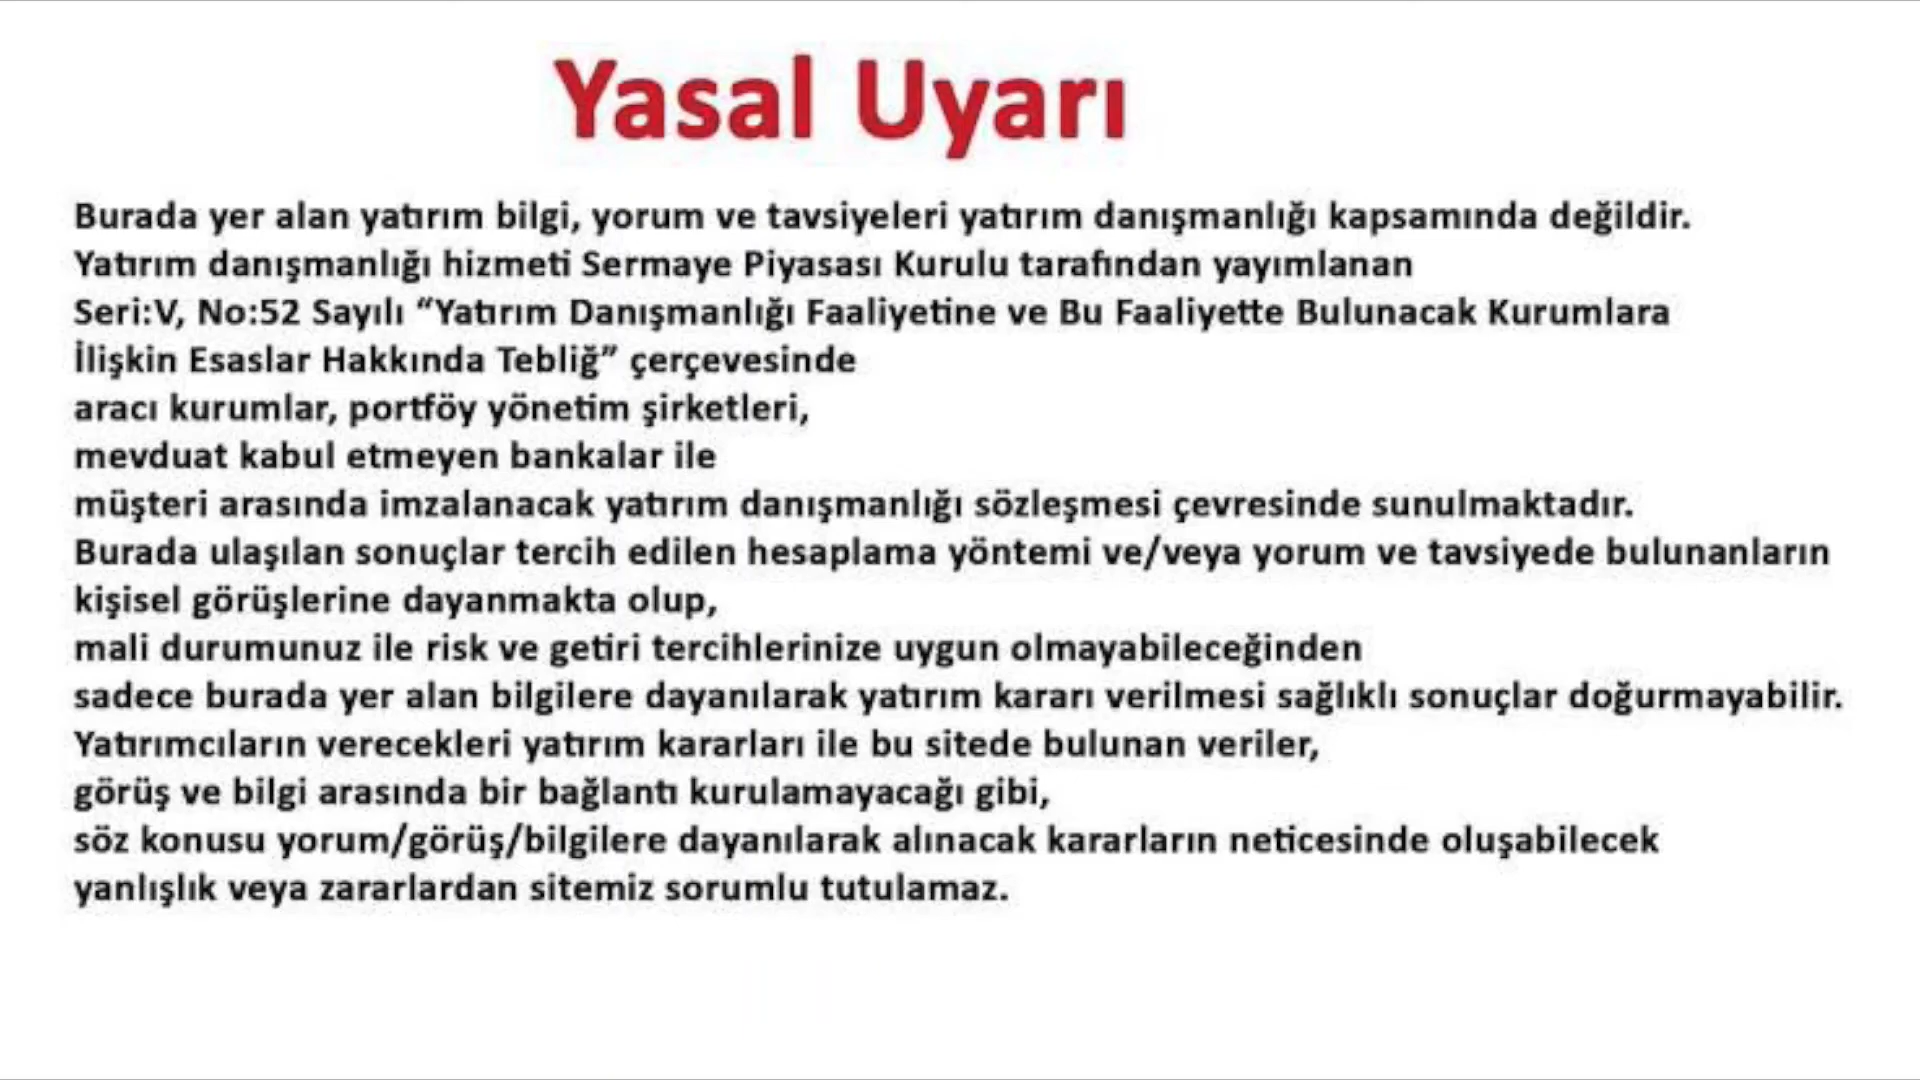 Yasal Uyarı
Burada yer alan yatırım bilgi, yorum ve tavsiyeleri yatırım danışmanlığı kapsamında değildir.
Yatırım danışmanlığı hizmeti Sermaye Piyasası Kurulu tarafından yayımlanan
Seri:V, No:52 Sayılı “Yatırım Danışmanlığı Faaliyetine ve Bu Faaliyette Bulunacak Kurumlara
İlişkin Esaslar Hakkında Tebliğ” çerçevesinde
aracı kurumlar, portföy yönetim şirketleri,
mevduat kabul etmeyen bankalar ile
müşteri arasında imzalanacak yatırım danışmanlığı sözleşmesi çevresinde sunulmaktadır.
Burada ulaşılan sonuçlar tercih edilen hesaplama yöntemi ve/veya yorum ve tavsiyede bulunanların
kişisel görüşlerine dayanmakta olup,
mali durumunuz ile risk ve getiri tercihlerinize uygun olmayabileceğinden
sadece burada yer alan bilgilere dayanılarak yatırım kararı verilmesi sağlıklı sonuçlar doğurmayabilir.
Yatırımcıların verecekleri yatırım kararları ile bu sitede bulunan veriler,
görüş ve bilgi arasında bir bağlantı kurulamayacağı gibi,
söz konusu yorum/görüş/bilgilere dayanılarak alınacak kararların neticesinde oluşabilecek
yanlışlık veya zararlardan sitemiz sorumlu tutulamaz.